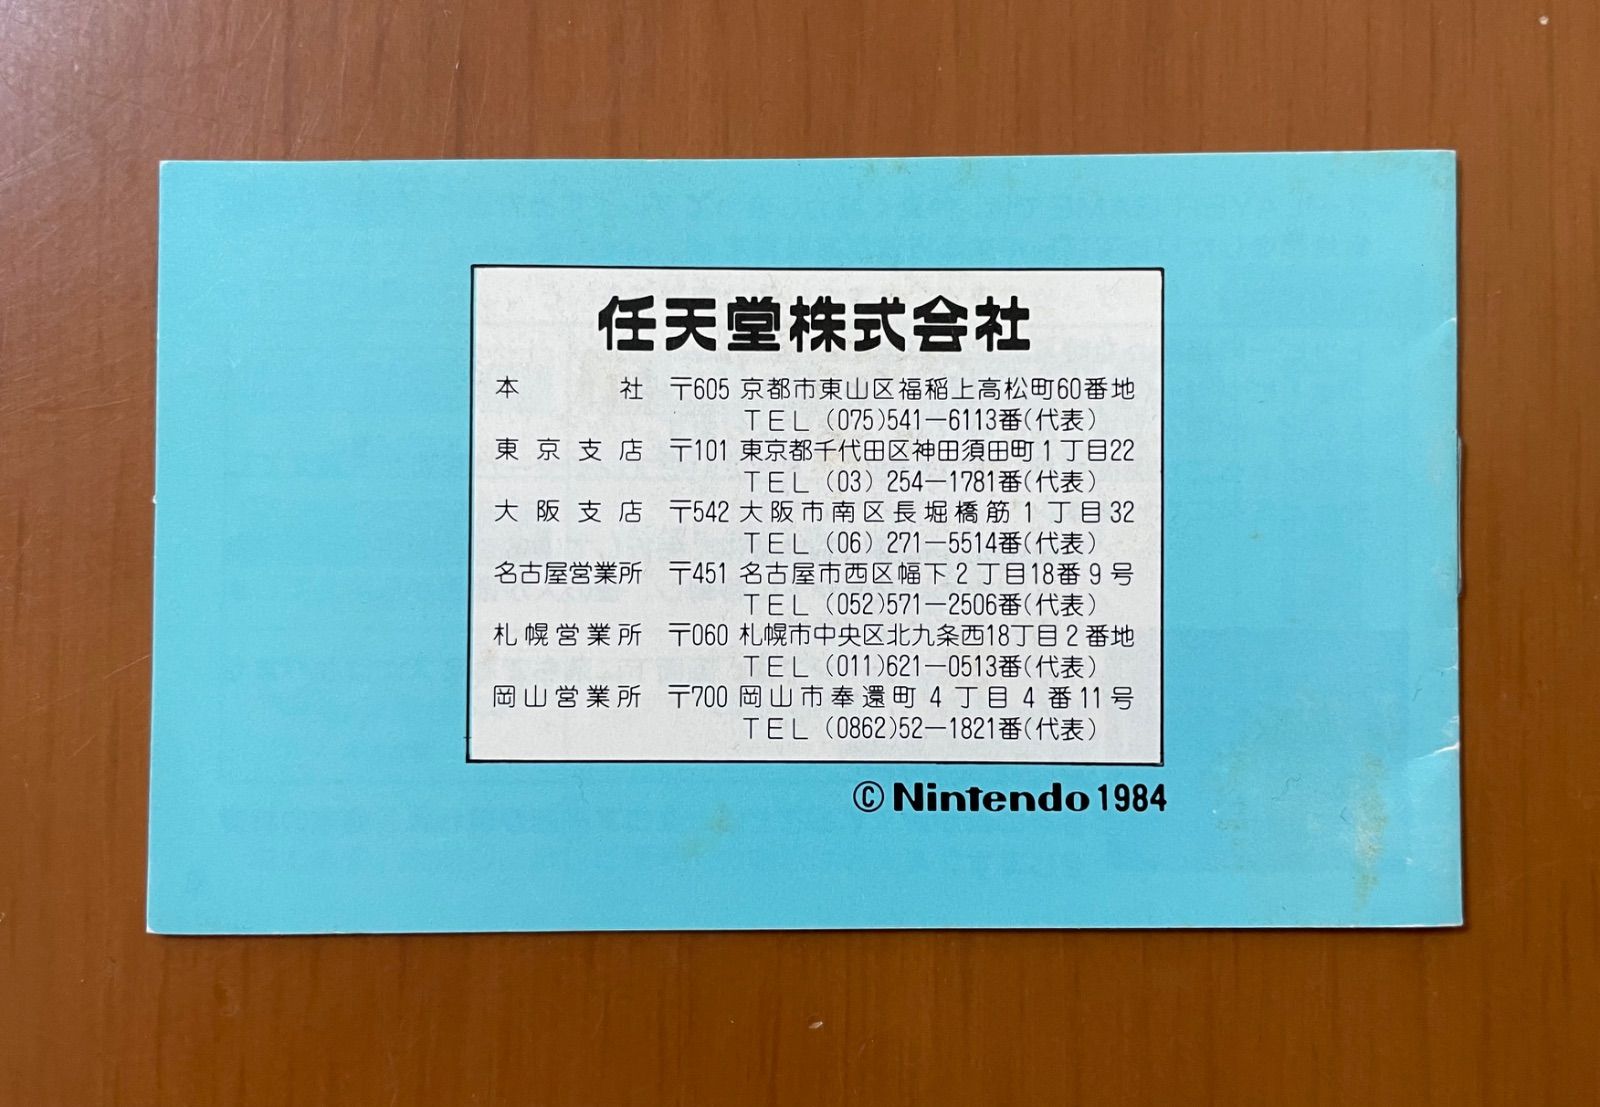 任天堂株式会社
本社 〒605 京都市東山区福稲上高松町60番地
TEL (075)541-6113番(代表)
東京支店 〒101 東京都千代田区神田須田町1丁目22
TEL (03) 254-1781番(代表)
大阪支店 〒542 大阪市南区長堀橋筋1丁目32
TEL (06) 271-5514番(代表)
名古屋営業所 〒451 名古屋市西区幅下2丁目18番9号
TEL (052)571-2506番(代表)
札幌営業所 〒060 札幌市中央区北九条西18丁目2番地
TEL (011)621-0513番(代表)
岡山営業所 〒700 岡山市奉還町4丁目4番11号
TEL (0862)52-1821番(代表)
©Nintendo 1984